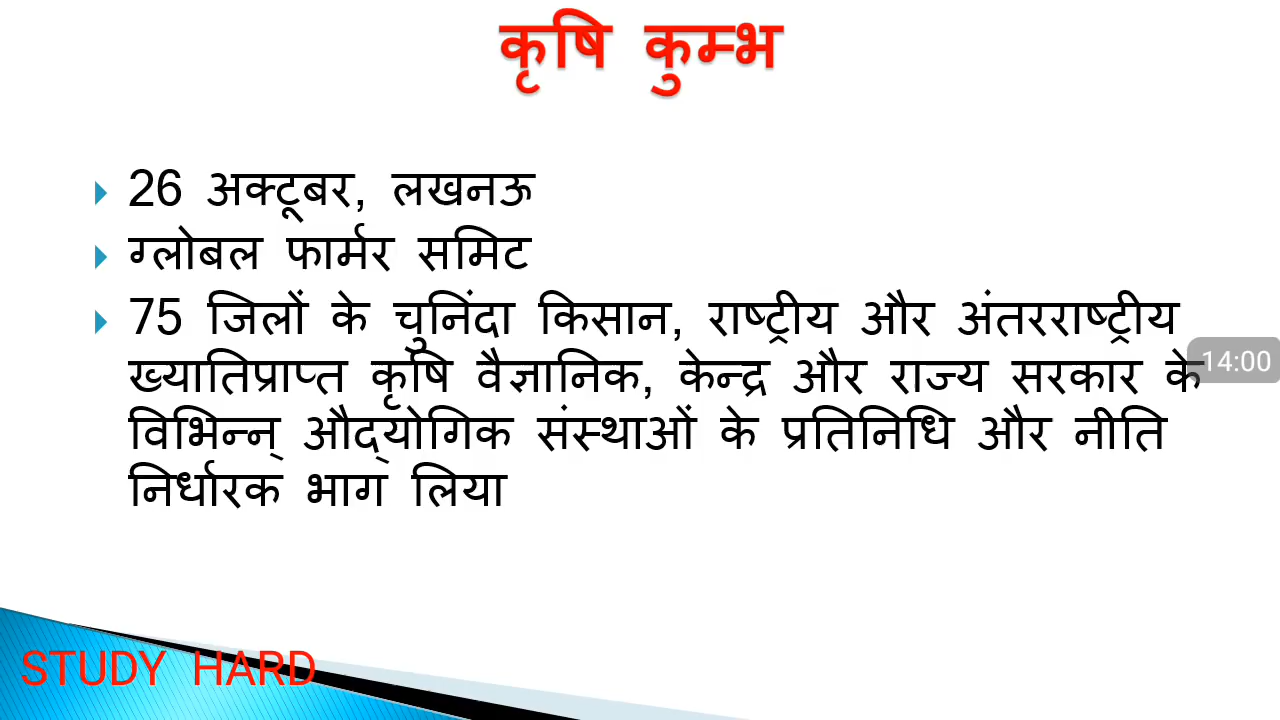 कृषि कुम्भ
26 अक्टूबर, लखनऊ
ग्लोबल फार्मर समिट
75 जिलों के चुनिंदा किसान, राष्ट्रीय और अंतरराष्ट्रीय
ख्यातिप्राप्त कृषि वैज्ञानिक, केन्द्र और राज्य सरकार के
14:00
विभिन्न् औद्योगिक संस्थाओं के प्रतिनिधि और नीति
निर्धारक भाग लिया
STUDY HARD